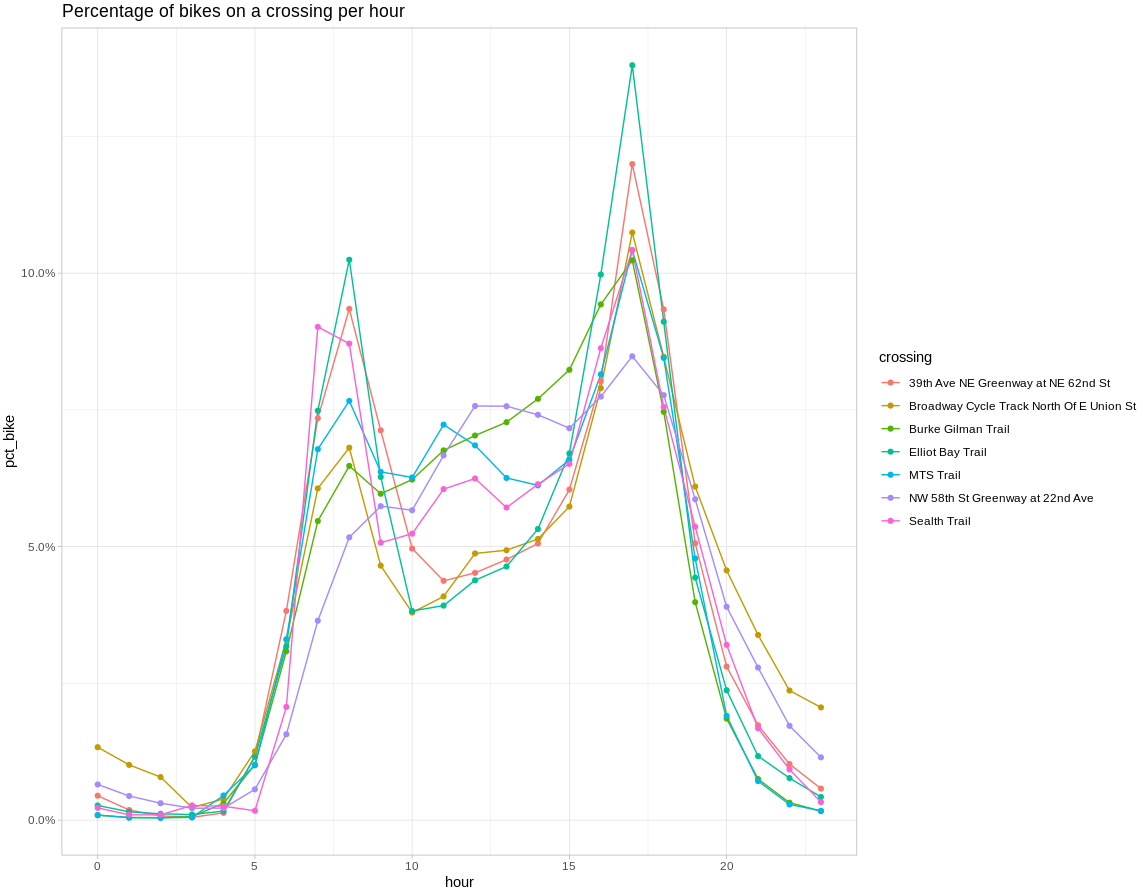 Percentage of bikes on a crossing per hour
pct_bike
10.0%
5.0%
0.0%
0 5 10 15 20
hour
crossing
39th Ave NE Greenway at NE 62nd St
Broadway Cycle Track North Of E Union St
Burke Gilman Trail
Elliot Bay Trail
MTS Trail
NW 58th St Greenway at 22nd Ave
Sealth Trail